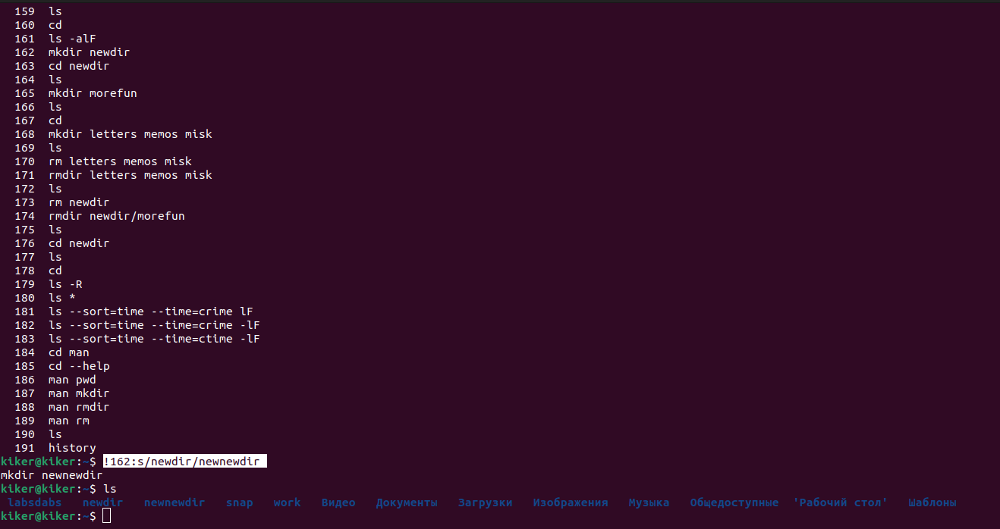 159 ls
160 cd
161 ls -alF
162 mkdir newdir
163 cd newdir
164 ls
165 mkdir morefun
166 ls
167 cd
168 mkdir letters memos misk
169 ls
170 rm letters memos misk
171 rmdir letters memos misk
172 ls
173 rm newdir
174 rmdir newdir/morefun
175 ls
176 cd newdir
177 ls
178 cd
179 ls -R
180 ls *
181 ls --sort=time --time=crime lF
182 ls --sort=time --time=crime -lF
183 ls --sort=time --time=ctime -lF
184 cd man
185 cd --help
186 man pwd
187 man mkdir
188 man rmdir
189 man rm
190 ls
191 history
kiker@kiker:~$ !162:s/newdir/newnewdir
mkdir newnewdir
kiker@kiker:~$ ls
labsdabs newdir newnewdir snap work Видео Документы Загрузки Изображения Музыка Общедоступные 'Рабочий стол' Шаблоны
kiker@kiker:~$